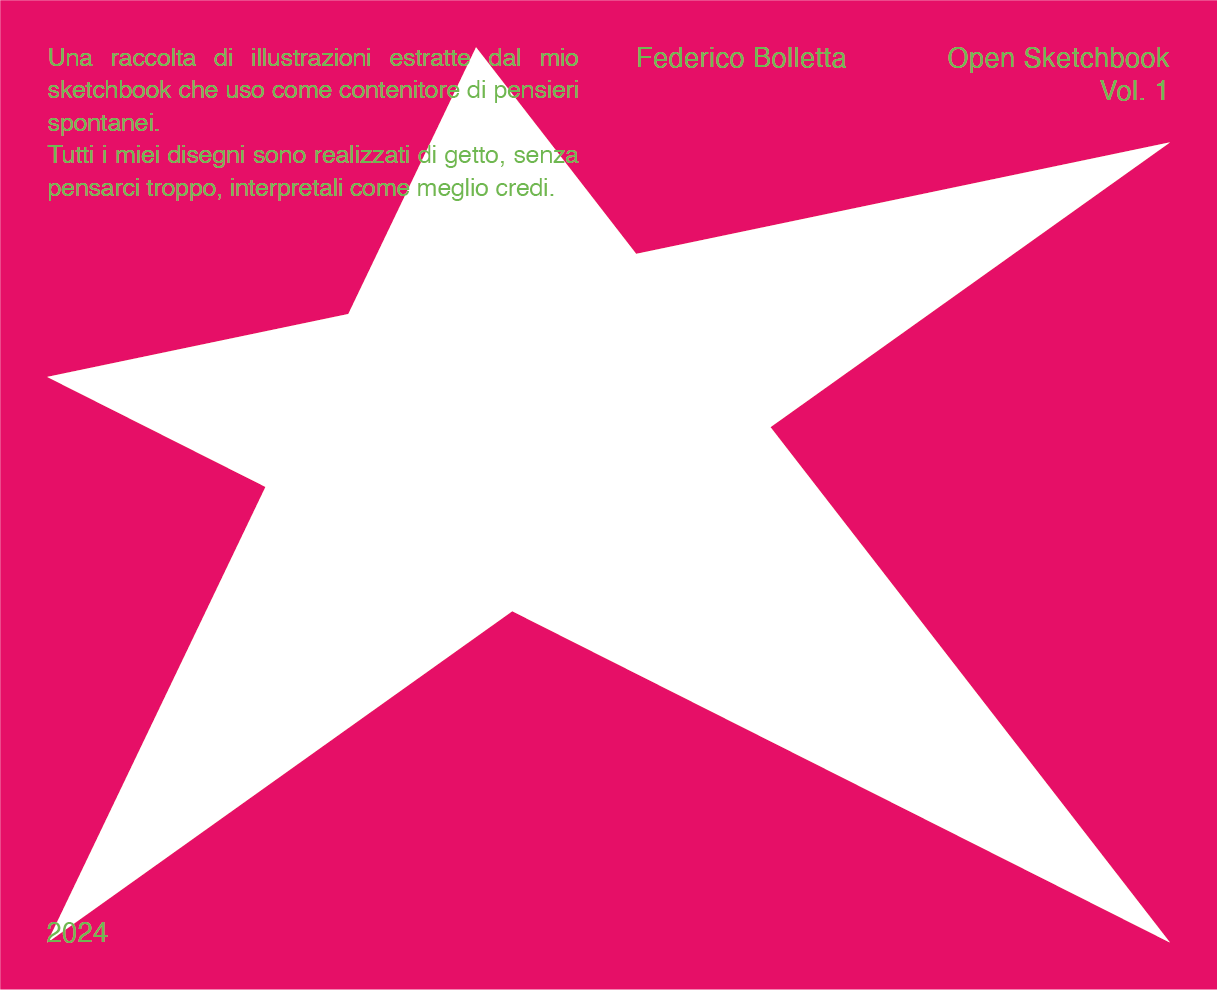 Una raccolta di illustrazioni estratte dal mio
sketchbook che uso come contenitore di pensieri
spontanei.
Tutti i miei disegni sono realizzati di getto, senza
pensarci troppo, interpretali come meglio credi.
Federico Bolletta
Open Sketchbook
Vol. 1
2024